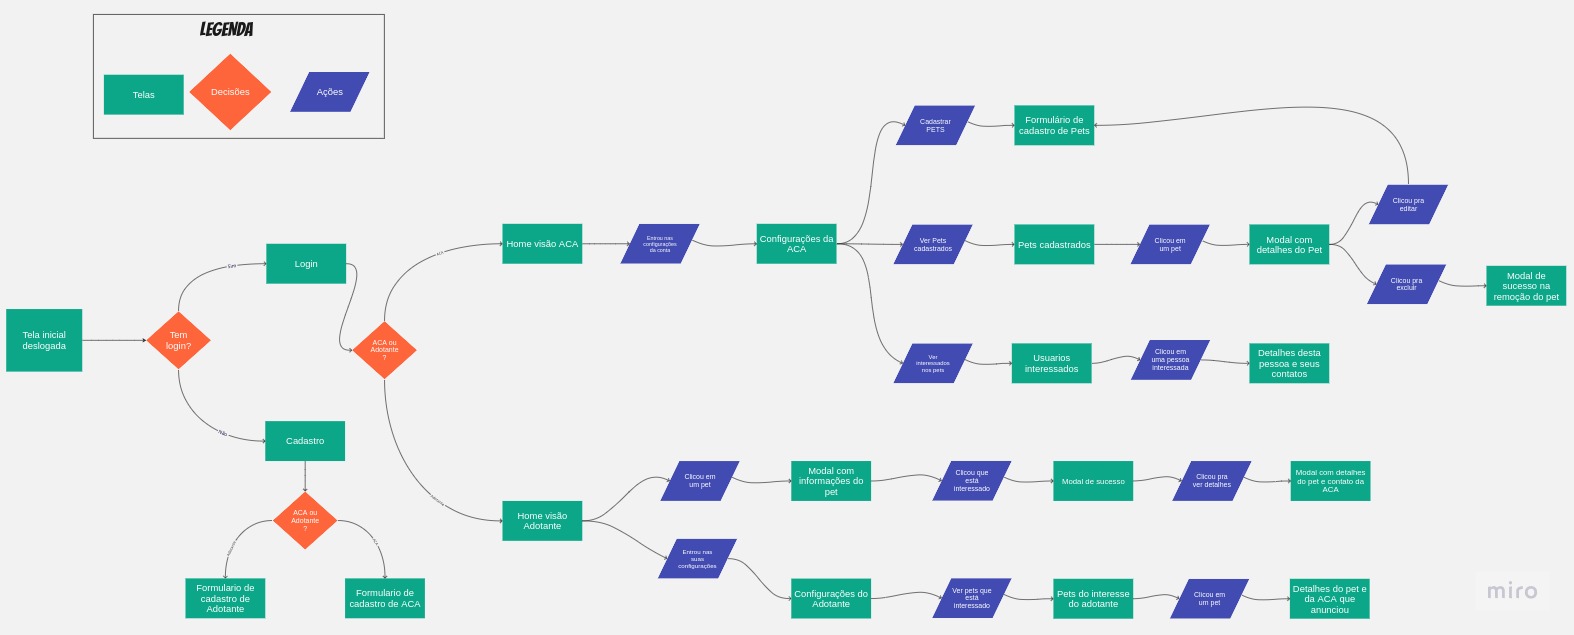 LEGENDA
Telas
Decisões
Ações
Cadastrar
PETS
Formulário de
cadastro de Pets
Clicou pra
editar
Home visão ACA
Entrou nas
configurações
da conta
Configurações da
ACA
Ver Pets
cadastrados
Pets cadastrados
Clicou em
um pet
Modal com
detalhes do Pet
Clicou pra
excluir
Modal de
sucesso na
remoção do pet
Login
Tela inicial
deslogada
Tem
login?
Não
ACA ou
Adotante
?
ACA
Ver
interessados
nos pets
Usuarios
interessados
Clicou em
uma pessoa
interessada
Detalhes desta
pessoa e seus
contatos
Cadastro
ACA ou
Adotante
?
Formulario de
cadastro de
Adotante
Formulario de
cadastro de ACA
Home visão
Adotante
Clicou em
um pet
Modal com
informações do
pet
Clicou que
está
interessado
Modal de sucesso
Clicou pra
ver detalhes
Modal com detalhes
do pet e contato da
ACA
Entrou nas
suas
configurações
Configurações do
Adotante
Ver pets que
está
interessado
Pets do interesse
do adotante
Clicou em
um pet
Detalhes do pet e
da ACA que
anunciou
miro